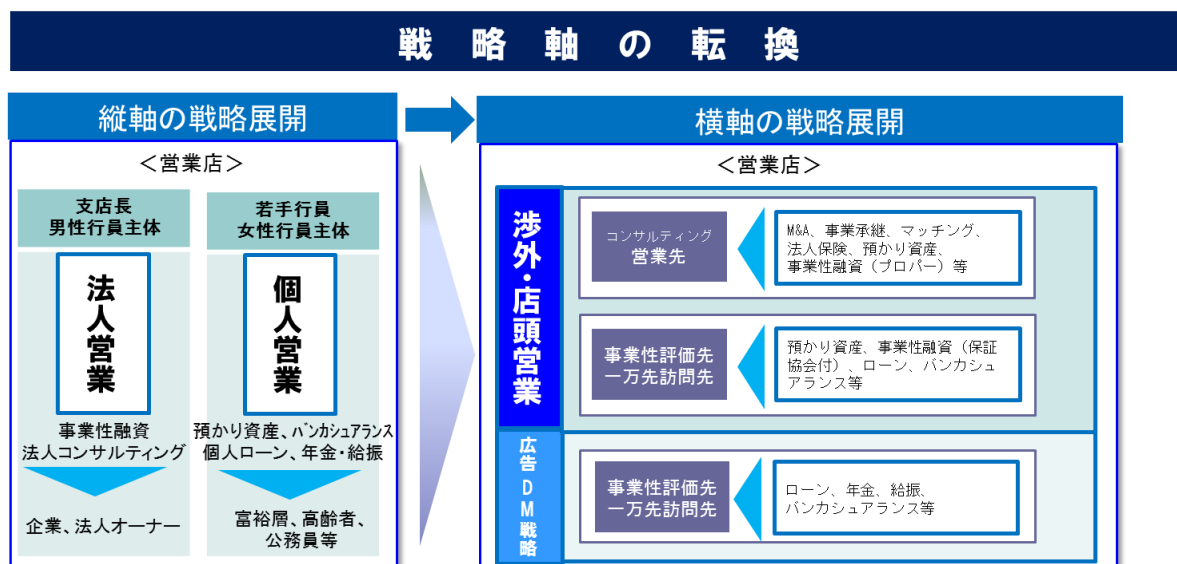 戦略軸の転換
縦軸の戦略展開
＜営業店＞
支店長
男性行員主体
法人営業
事業性融資
法人コンサルティング
企業、法人オーナー
若手行員
女性行員主体
個人営業
預かり資産、バンカシュアランス
個人ローン、年金・給振
富裕層、高齢者、
公務員等
横軸の戦略展開
＜営業店＞
渉外・店頭営業
コンサルティング
営業先
M&A、事業承継、マッチング、
法人保険、預かり資産、
事業性融資（プロパー）等
事業性評価先
一万先訪問先
預かり資産、事業性融資（保証
協会付）、ローン、バンカシュ
アランス等
広告DM戦略
事業性評価先
一万先訪問先
ローン、年金、給振、
バンカシュアランス等